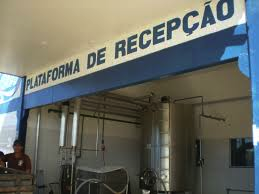 PLATAFORMA DE RECEPÇÃO